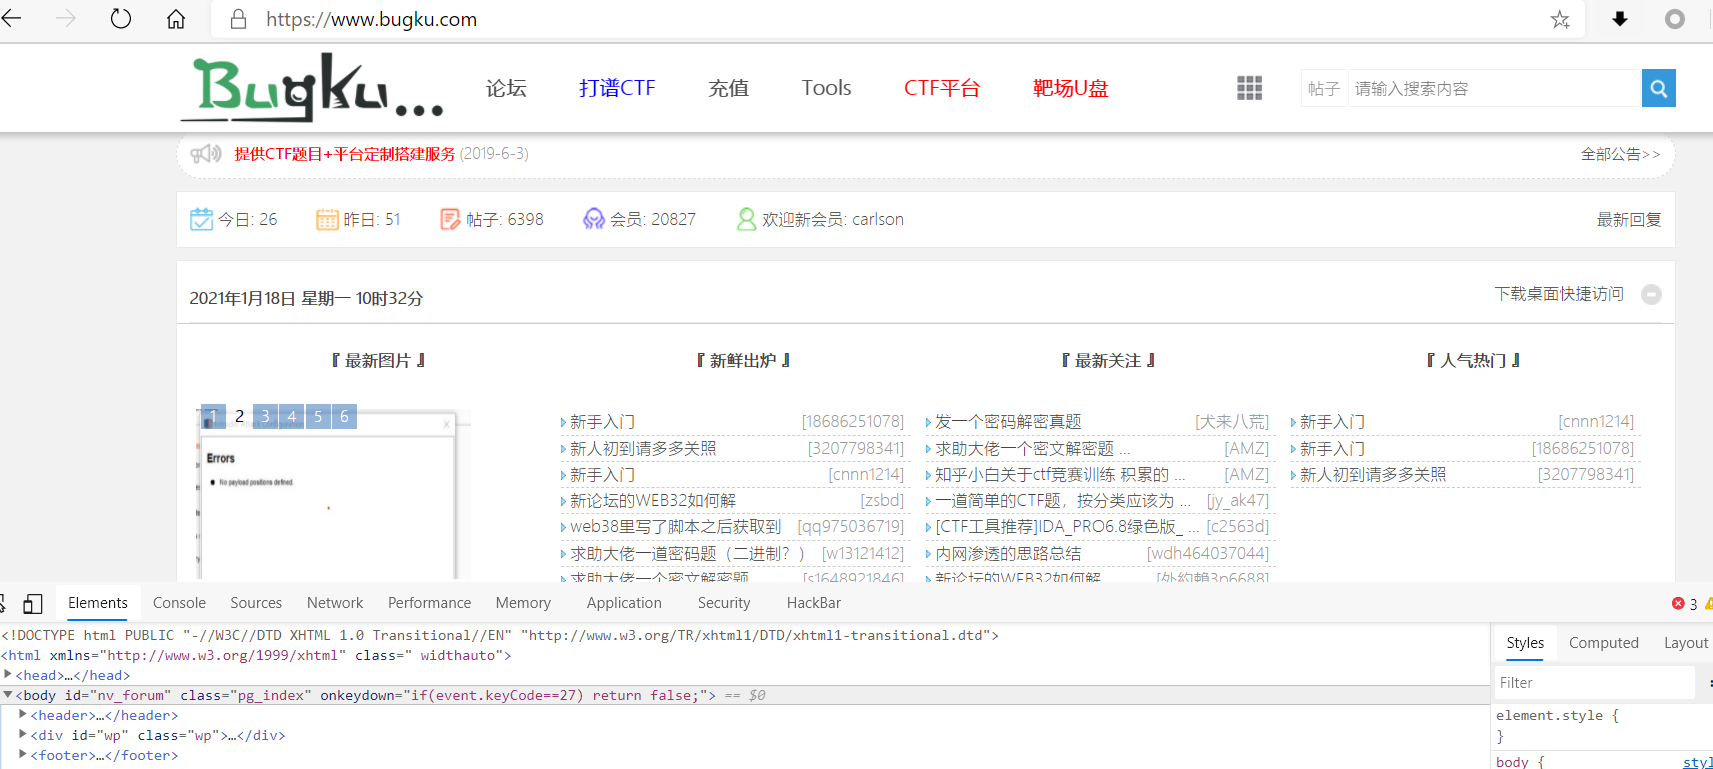 https://www.bugku.com
Bugku...
论坛 打谱CTF 充值 Tools CTF平台 靶场U盘 帖子 请输入搜索内容
提供CTF题目+平台定制搭建服务 (2019-6-3) 全部公告>>
今日: 26 昨日: 51 帖子: 6398 会员: 20827 欢迎新会员: carlson 最新回复
2021年1月18日 星期一 10时32分 下载桌面快捷访问
『 最新图片 』 『 新鲜出炉 』 『 最新关注 』 『 人气热门 』
1 2 3 4 5 6
Errors
No payload positions defined.
新手入门 [18686251078]
新人初到请多多关照 [3207798341]
新手入门 [cnnn1214]
新论坛的WEB32如何解 [zsbd]
web38里写了脚本之后获取到 [qq975036719]
求助大佬一道密码题（二进制？） [w13121412]
求助大佬一个密文解密题 [s1648921846]
发一个密码解密真题 [犬来八荒]
求助大佬一个密文解密题 ... [AMZ]
知乎小白关于ctf竞赛训练 积累的 ... [AMZ]
一道简单的CTF题，按分类应该为 ... [jy_ak47]
[CTF工具推荐]IDA_PRO6.8绿色版_ ... [c2563d]
内网渗透的思路总结 [wdh464037044]
新论坛的WEB32如何解
新手入门 [cnnn1214]
新手入门 [18686251078]
新人初到请多多关照 [3207798341]
Elements Console Sources Network Performance Memory Application Security HackBar 3
<!DOCTYPE html PUBLIC "-//W3C//DTD XHTML 1.0 Transitional//EN" "http://www.w3.org/TR/xhtml1/DTD/xhtml1-transitional.dtd">
<html xmlns="http://www.w3.org/1999/xhtml" class=" widthauto">
<head>…</head>
<body id="nv_forum" class="pg_index" onkeydown="if(event.keyCode==27) return false;"> == $0
<header>…</header>
<div id="wp" class="wp">…</div>
<footer>…</footer>
Styles Computed Layout
Filter
element.style {
}
body { styl